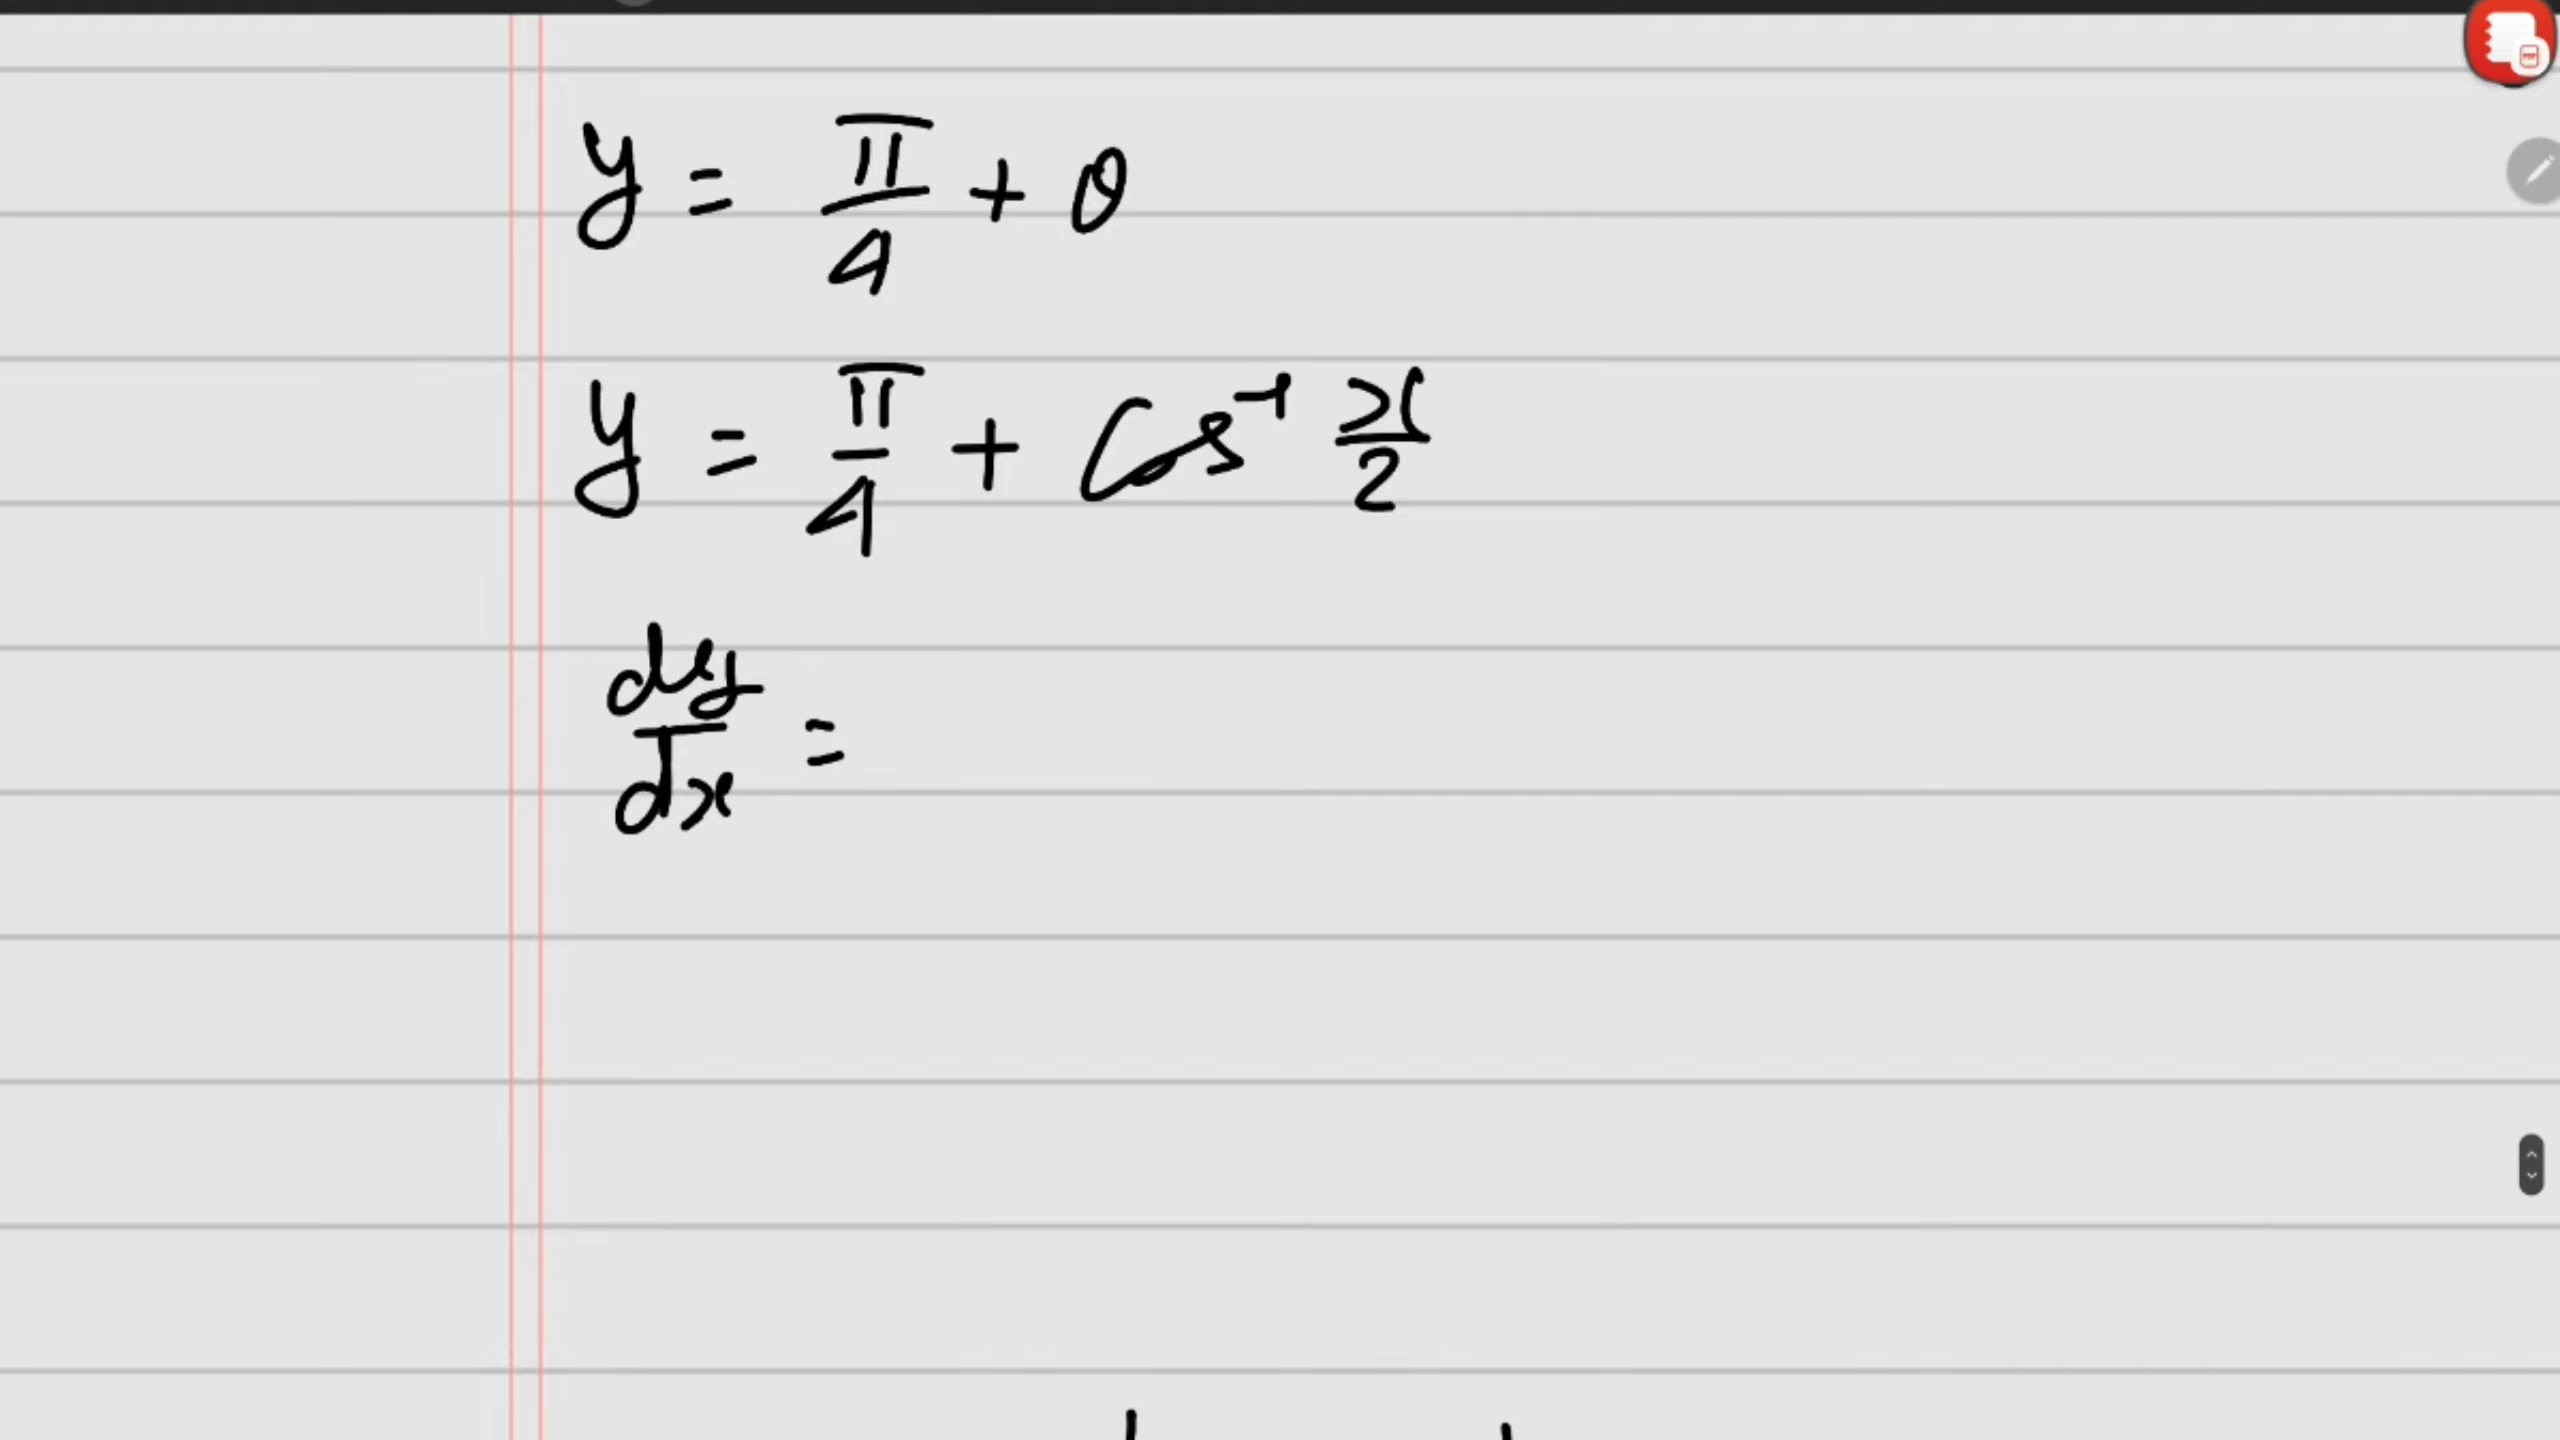 y = π/4 + θ
y = π/4 + Cos⁻¹ x/2
dy/dx =